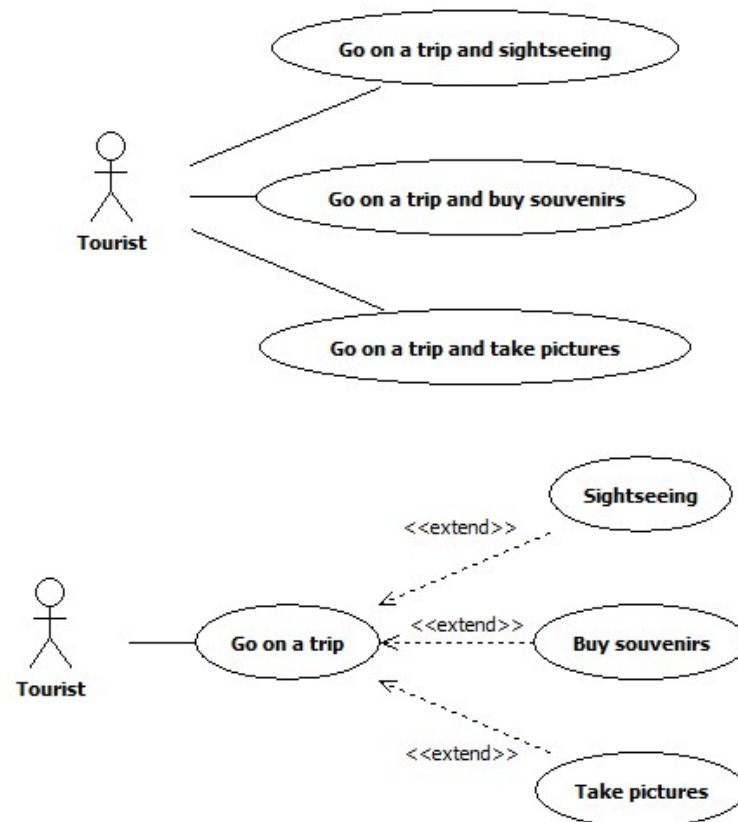 Go on a trip and sightseeing
Go on a trip and buy souvenirs
Tourist
Go on a trip and take pictures
Sightseeing
<<extend>>
Go on a trip
<<extend>>
Buy souvenirs
Tourist
<<extend>>
Take pictures